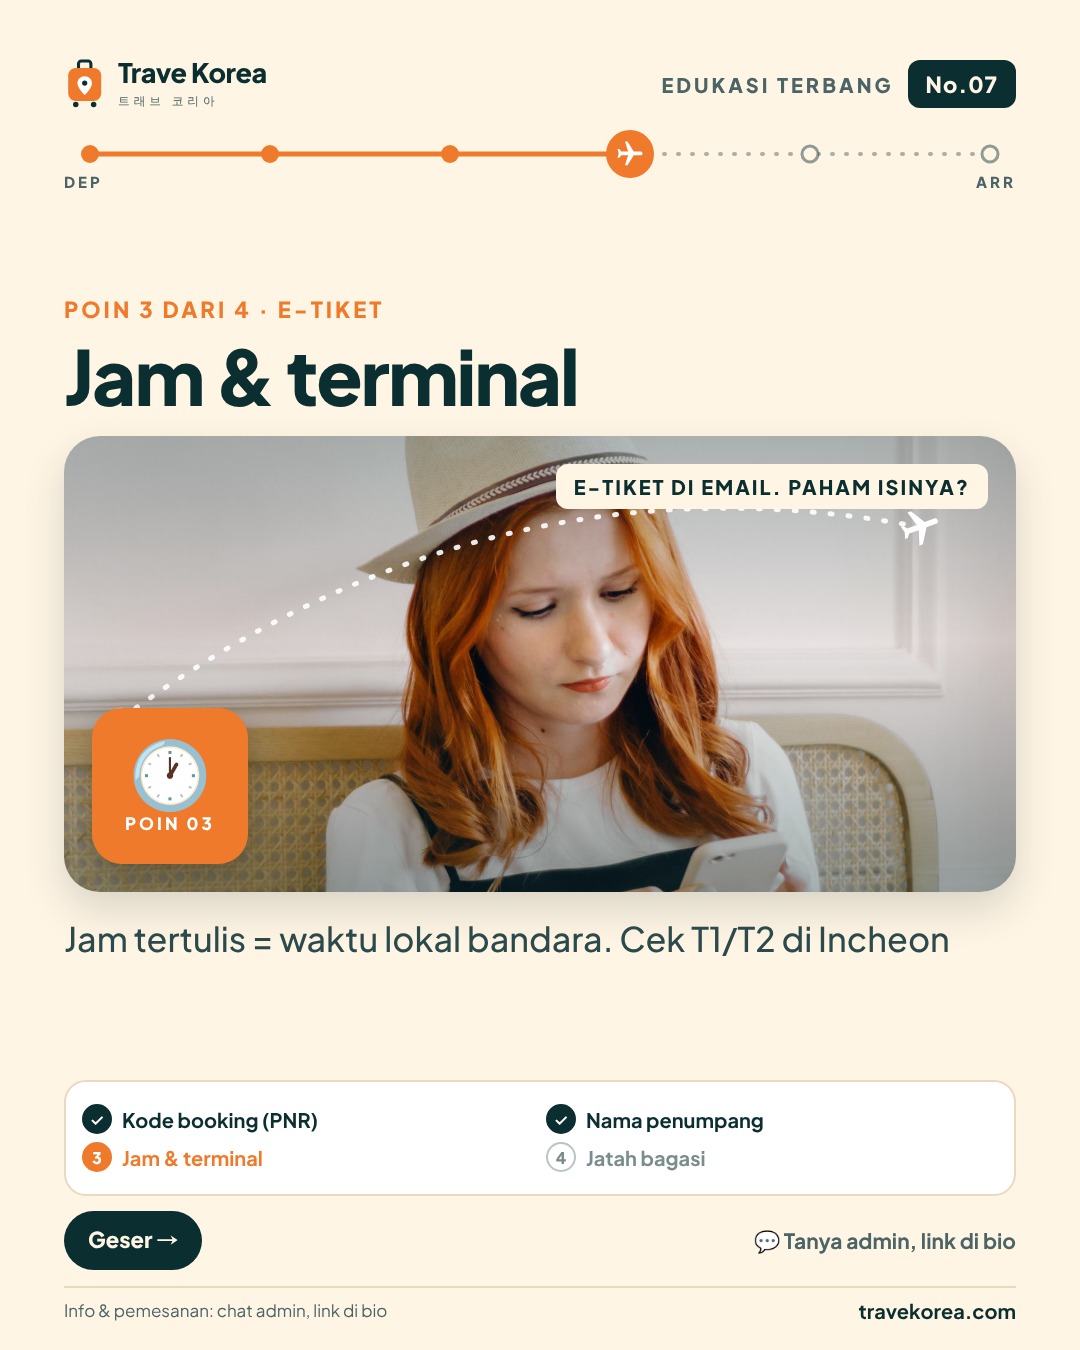 Trave Korea
트래브 코리아
EDUKASI TERBANG
No.07
DEP
ARR
POIN 3 DARI 4 · E-TIKET
Jam & terminal
E-TIKET DI EMAIL. PAHAM ISINYA?
POIN 03
Jam tertulis = waktu lokal bandara. Cek T1/T2 di Incheon
Kode booking (PNR)
Nama penumpang
3 Jam & terminal
4 Jatah bagasi
Geser →
💬 Tanya admin, link di bio
Info & pemesanan: chat admin, link di bio
travekorea.com